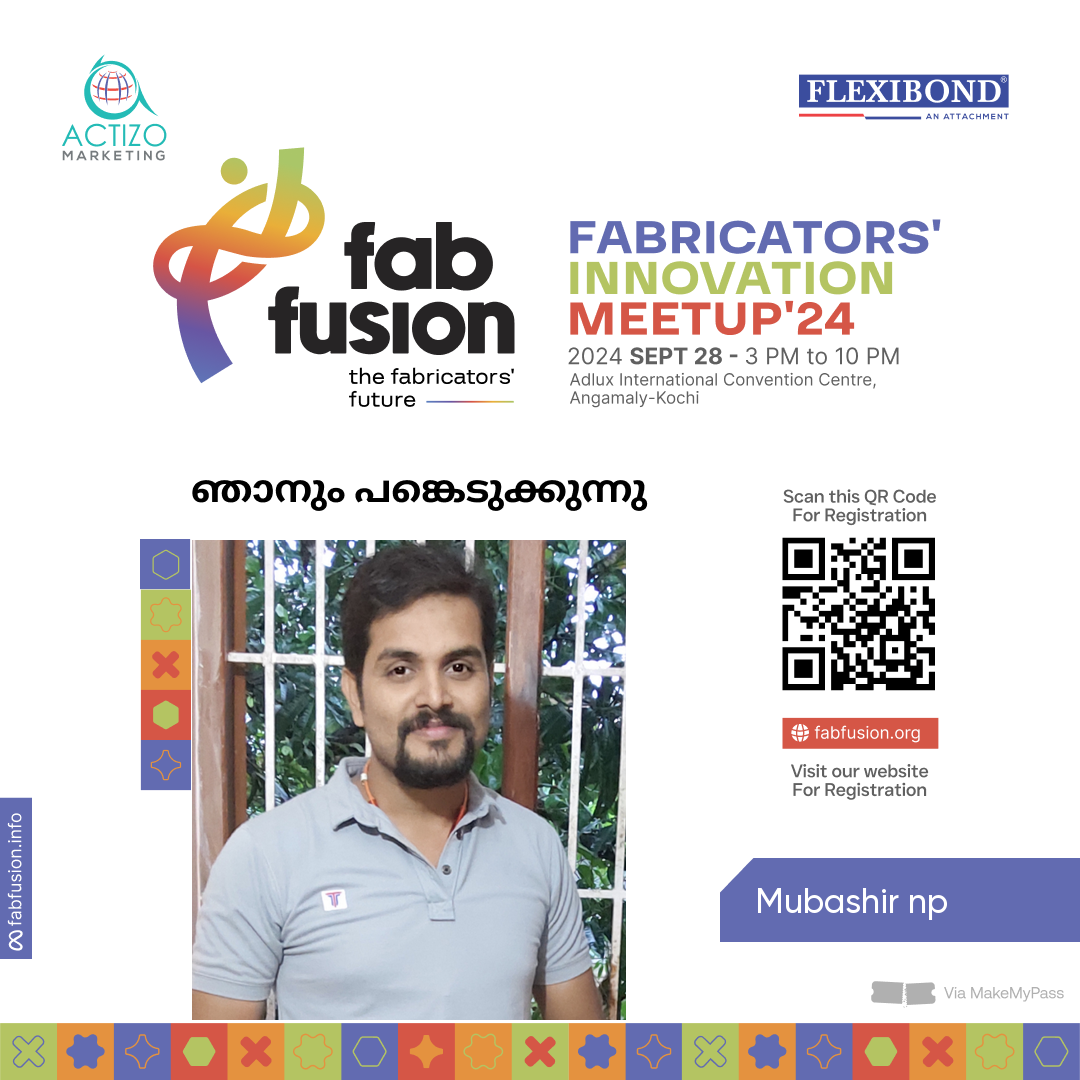 ACTIZO
MARKETING
FLEXIBOND®
AN ATTACHMENT
fab
fusion
the fabricators'
future
FABRICATORS'
INNOVATION
MEETUP'24
2024 SEPT 28 - 3 PM to 10 PM
Adlux International Convention Centre,
Angamaly-Kochi
ഞാനും പങ്കെടുക്കുന്നു
Scan this QR Code
For Registration
fabfusion.org
Visit our website
For Registration
fabfusion.info
T
Mubashir np
Via MakeMyPass